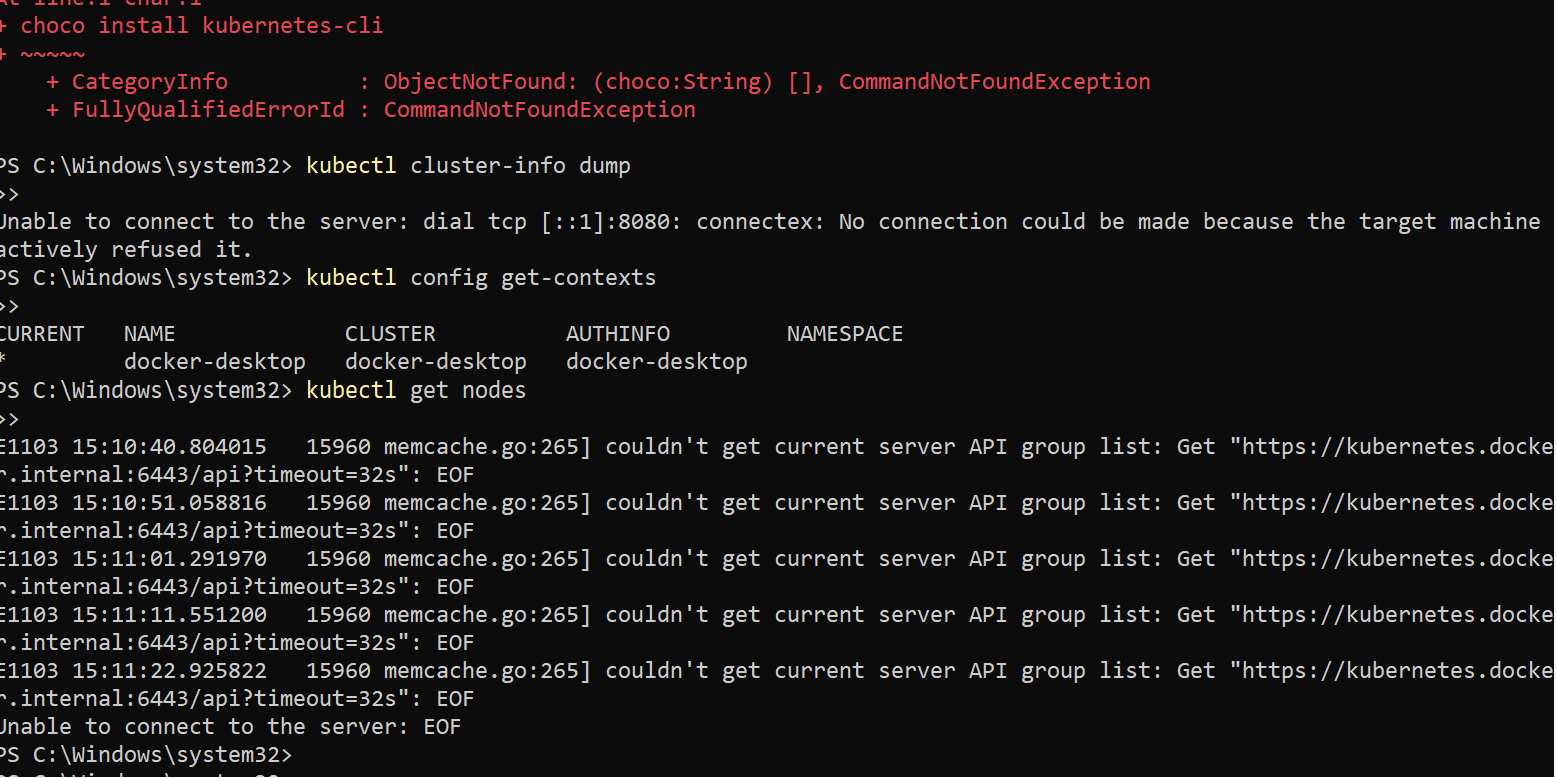 At line:1 char:1
+ choco install kubernetes-cli
+ ~~~~~
    + CategoryInfo          : ObjectNotFound: (choco:String) [], CommandNotFoundException
    + FullyQualifiedErrorId : CommandNotFoundException
PS C:\Windows\system32> kubectl cluster-info dump
>>
Unable to connect to the server: dial tcp [::1]:8080: connectex: No connection could be made because the target machine
actively refused it.
PS C:\Windows\system32> kubectl config get-contexts
>>
CURRENT   NAME             CLUSTER          AUTHINFO         NAMESPACE
*         docker-desktop   docker-desktop   docker-desktop
PS C:\Windows\system32> kubectl get nodes
>>
E1103 15:10:40.804015   15960 memcache.go:265] couldn't get current server API group list: Get "https://kubernetes.docke
r.internal:6443/api?timeout=32s": EOF
E1103 15:10:51.058816   15960 memcache.go:265] couldn't get current server API group list: Get "https://kubernetes.docke
r.internal:6443/api?timeout=32s": EOF
E1103 15:11:01.291970   15960 memcache.go:265] couldn't get current server API group list: Get "https://kubernetes.docke
r.internal:6443/api?timeout=32s": EOF
E1103 15:11:11.551200   15960 memcache.go:265] couldn't get current server API group list: Get "https://kubernetes.docke
r.internal:6443/api?timeout=32s": EOF
E1103 15:11:22.925822   15960 memcache.go:265] couldn't get current server API group list: Get "https://kubernetes.docke
r.internal:6443/api?timeout=32s": EOF
Unable to connect to the server: EOF
PS C:\Windows\system32>